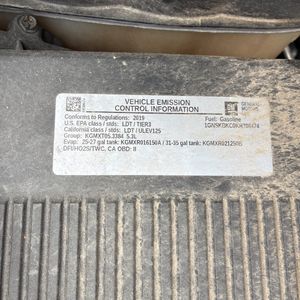 VEHICLE EMISSION
CONTROL INFORMATION
GENERAL MOTORS
Conforms to Regulations: 2019
Fuel: Gasoline
U.S. EPA class / stds: LDT / TIER3
California class / stds: LDT / ULEV125
Group: KGMXT05.3384 5.3L
Evap: 25-27 gal tank: KGMXR016150A / 31-35 gal tank: KGMXR021250B
DFI/HO2S/TWC, CA OBD: II